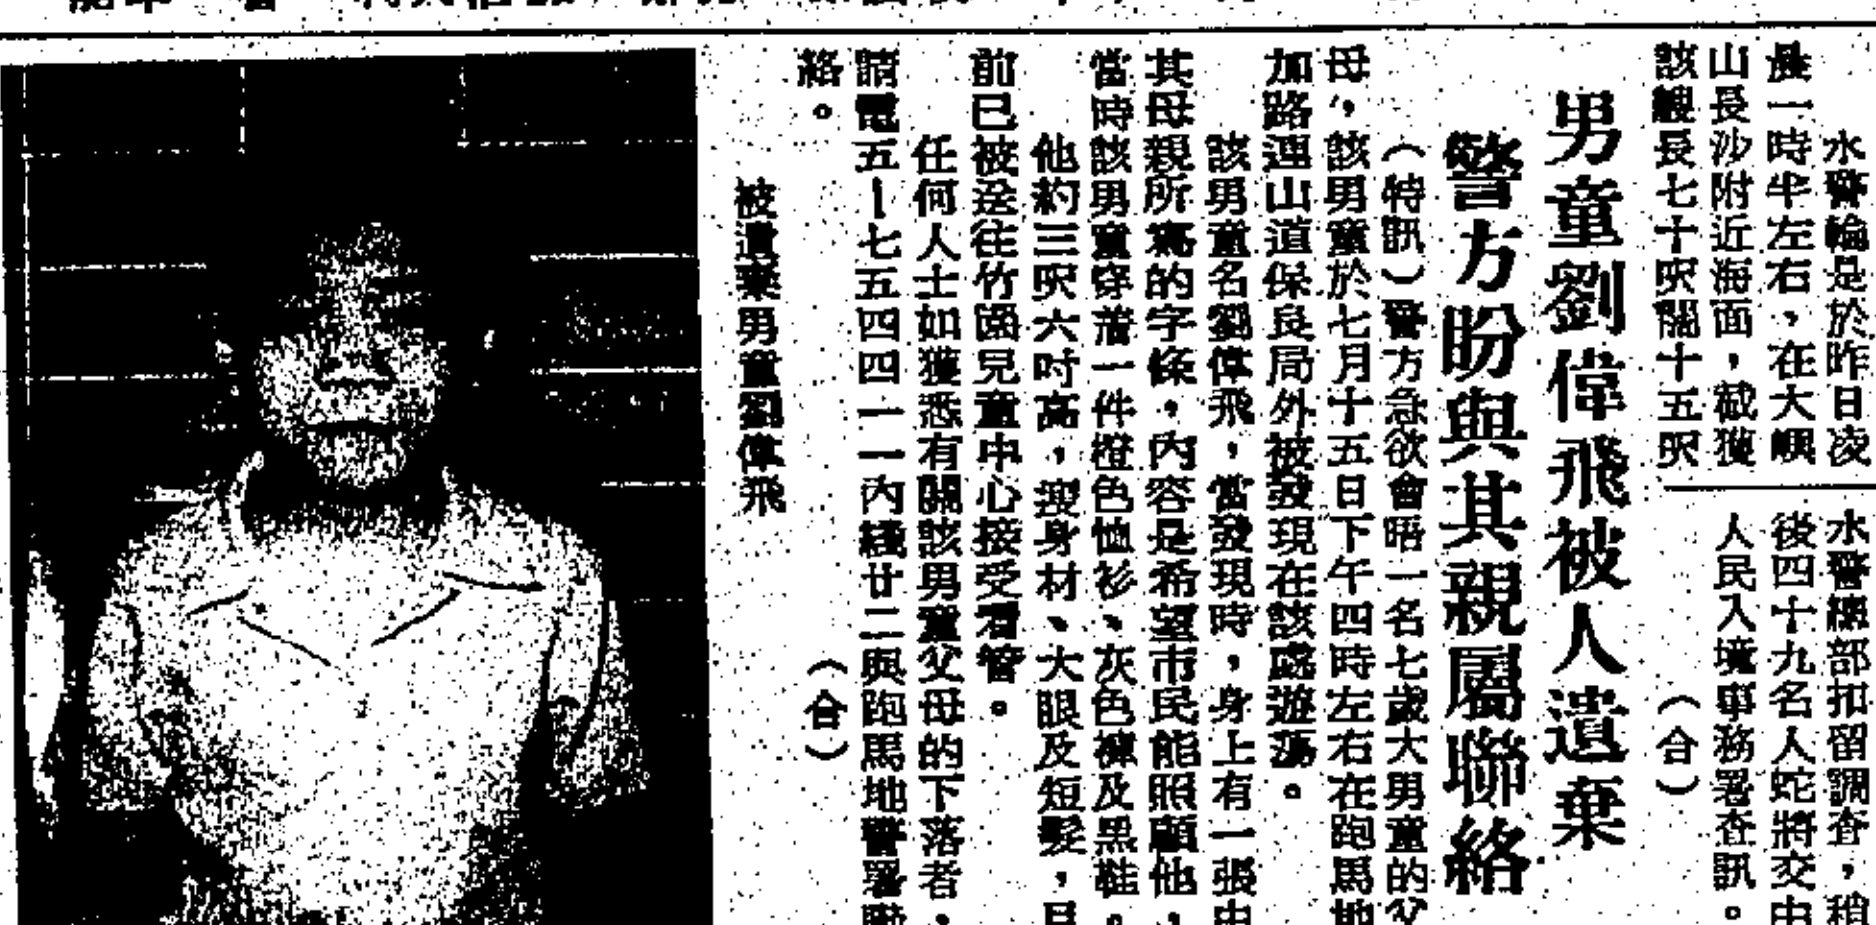 水警輪是於昨日凌
晨一時半左右，在大嶼
山長沙附近海面，截獲
該艘長七十呎闊十五呎
水警總部扣留調查，稍
後四十九名人蛇將交由
人民入境事務署查訊。
（合）
男童劉偉飛被人遺棄
警方盼與其親屬聯絡
（特訊）警方急欲會晤一名七歲大男童的父
母，該男童於七月十五日下午四時左右在跑馬地
加路連山道保良局外被發現在該處遊蕩。
該男童名劉偉飛，當發現時，身上有一張由
其母親所寫的字條，內容是希望市民能照顧他，
當時該男童穿着一件橙色恤衫、灰色褲及黑鞋。
他約三呎六吋高，瘦身材、大眼及短髮，目
前已被送往竹園兒童中心接受看管。
任何人士如獲悉有關該男童父母的下落者，
請電五—七五四四一一內綫廿二與跑馬地警署聯
絡。
（合）
被遺棄男童劉偉飛